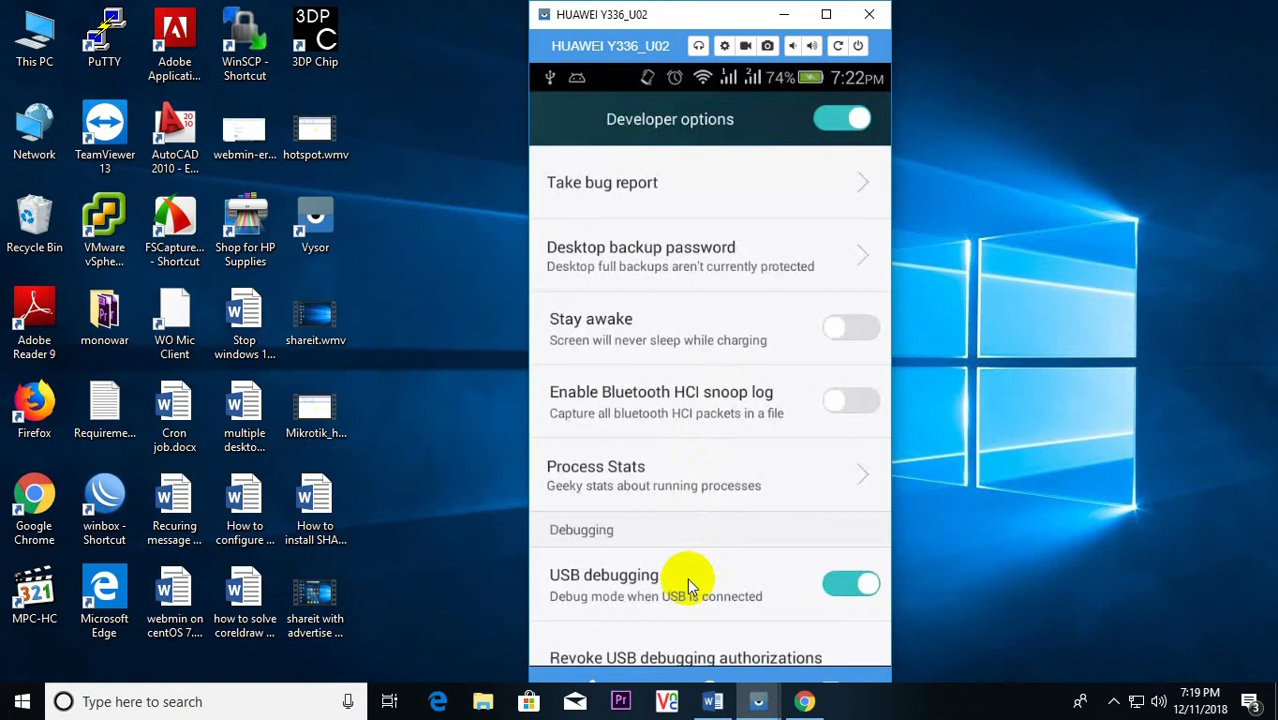 This PC
PuTTY
Adobe
Applicati...
WinSCP -
Shortcut
3DP
C
3DP Chip
Network
TeamViewer
13
2010
AutoCAD
2010 - E...
webmin-er...
hotspot.wmv
Recycle Bin
VMware
vSphe...
FSCapture...
- Shortcut
Shop for HP
Supplies
Vysor
Adobe
Reader 9
monowar
WO Mic
Client
Stop
windows 1...
shareit.wmv
Firefox
Requireme...
Cron
job.docx
multiple
deskto...
Mikrotik_h...
Google
Chrome
winbox -
Shortcut
Recuring
message ...
How to
configure ...
How to
install SHA...
321
MPC-HC
Microsoft
Edge
webmin on
centOS 7....
how to solve
coreldraw ...
shareit with
advertise ...
HUAWEI Y336_U02
HUAWEI Y336_U02
74% 7:22PM
Developer options
Take bug report
Desktop backup password
Desktop full backups aren't currently protected
Stay awake
Screen will never sleep while charging
Enable Bluetooth HCI snoop log
Capture all bluetooth HCI packets in a file
Process Stats
Geeky stats about running processes
Debugging
USB debugging
Debug mode when USB is connected
Revoke USB debugging authorizations
Type here to search
Pr
7:19 PM
12/11/2018
3